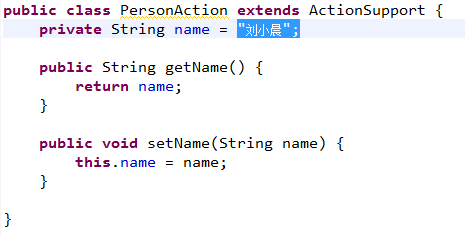 public class PersonAction extends ActionSupport {
    private String name = "刘小晨";

    public String getName() {
        return name;
    }

    public void setName(String name) {
        this.name = name;
    }

}